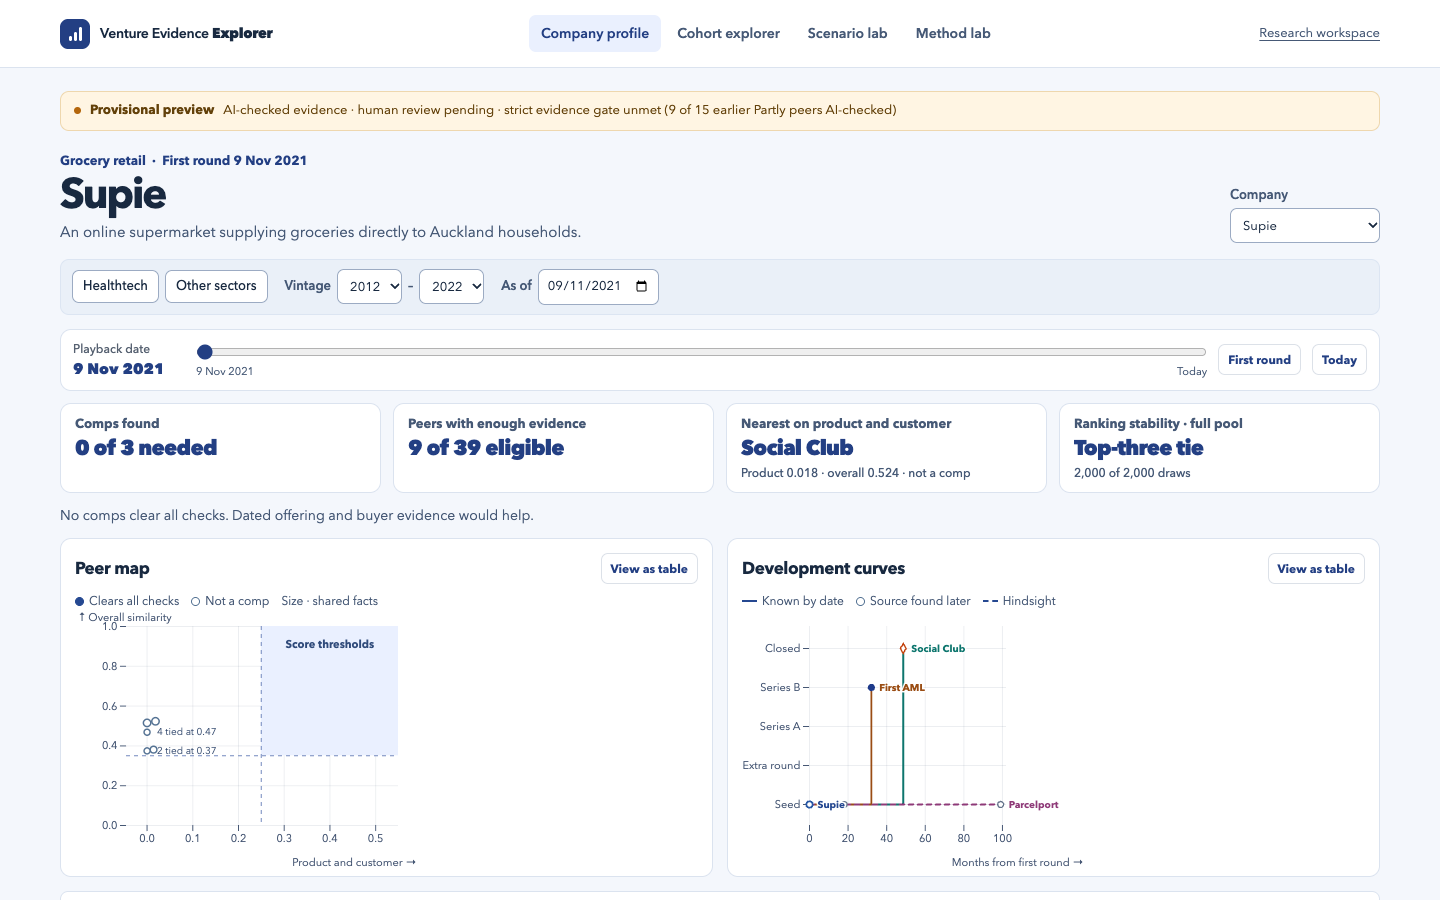 Venture Evidence Explorer
Company profile
Cohort explorer
Scenario lab
Method lab
Research workspace
Provisional preview AI-checked evidence · human review pending · strict evidence gate unmet (9 of 15 earlier Partly peers AI-checked)
Grocery retail · First round 9 Nov 2021
Supie
An online supermarket supplying groceries directly to Auckland households.
Company
Supie
Healthtech
Other sectors
Vintage 2012 – 2022
As of 09/11/2021
Playback date
9 Nov 2021
9 Nov 2021
Today
First round
Today
Comps found
0 of 3 needed
Peers with enough evidence
9 of 39 eligible
Nearest on product and customer
Social Club
Product 0.018 · overall 0.524 · not a comp
Ranking stability · full pool
Top-three tie
2,000 of 2,000 draws
No comps clear all checks. Dated offering and buyer evidence would help.
Peer map
View as table
Clears all checks Not a comp Size · shared facts
↑ Overall similarity
1.0
Score thresholds
0.8
0.6
4 tied at 0.47
0.4
2 tied at 0.37
0.2
0.0
0.0 0.1 0.2 0.3 0.4 0.5
Product and customer →
Development curves
View as table
Known by date Source found later Hindsight
Closed
Social Club
Series B
First AML
Series A
Extra round
Seed
Supie
Parcelport
0 20 40 60 80 100
Months from first round →